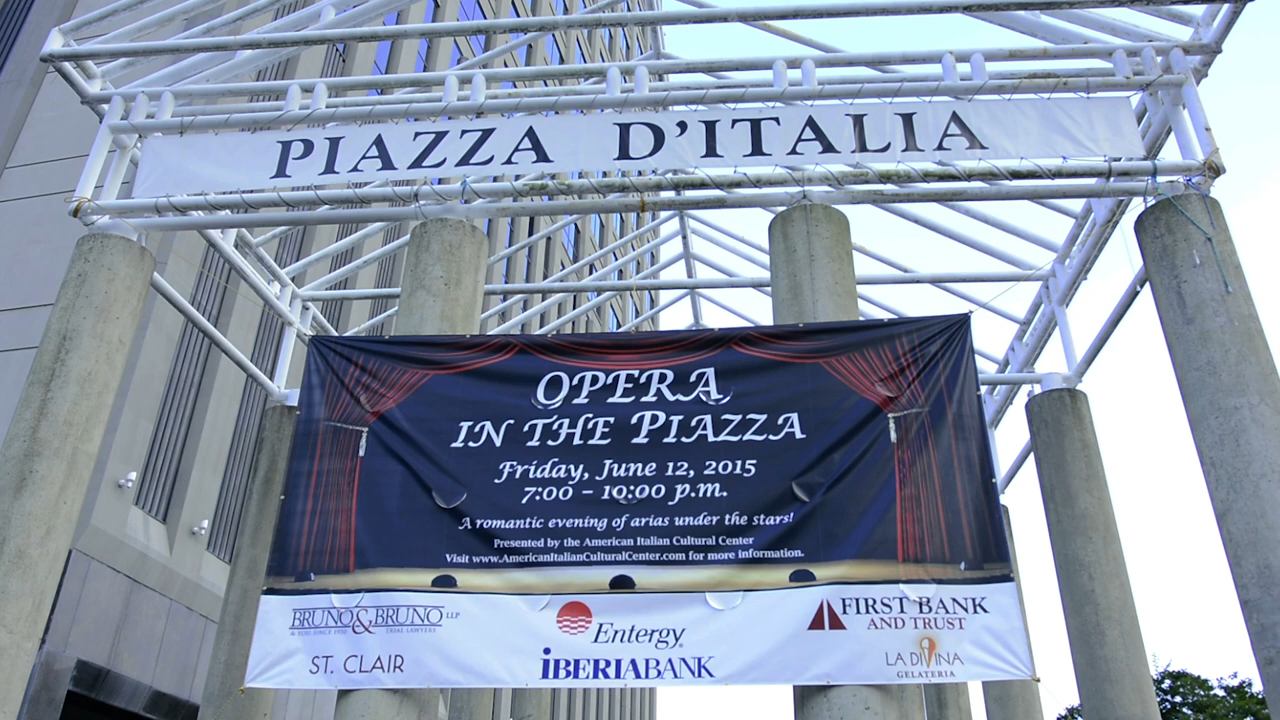 PIAZZA D'ITALIA
OPERA
IN THE PIAZZA
Friday, June 12, 2015
7:00 – 10:00 p.m.
A romantic evening of arias under the stars!
Presented by the American Italian Cultural Center
Visit www.AmericanItalianCulturalCenter.com for more information.
BRUNO & BRUNO LLP
SINCE 1950 TRIAL LAWYERS
ST. CLAIR
Entergy
IBERIABANK
FIRST BANK
AND TRUST
LA DIVINA
GELATERIA